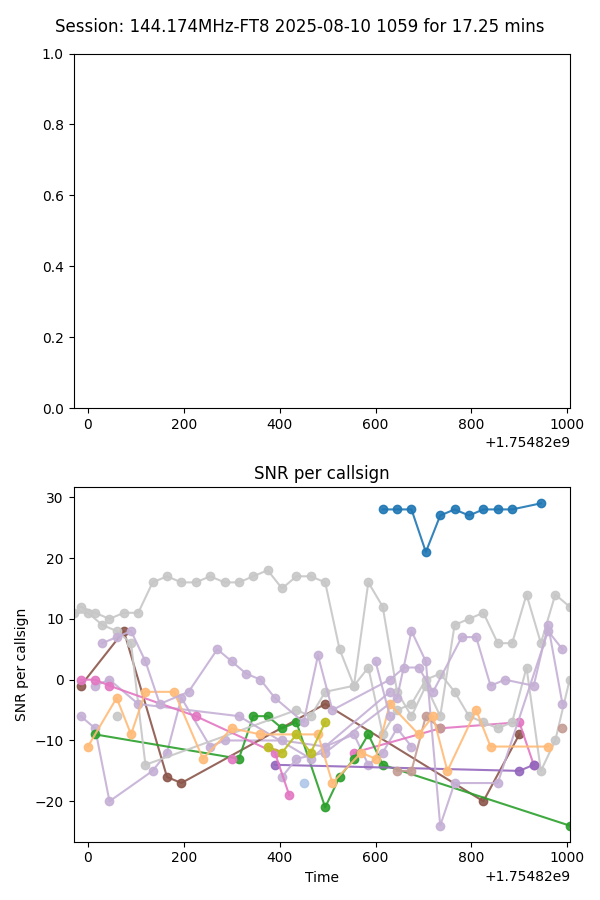 Session: 144.174MHz-FT8 2025-08-10 1059 for 17.25 mins
1.0
0.8
0.6
0.4
0.2
0.0
0 200 400 600 800 1000
+1.75482e9
SNR per callsign
30
20
10
0
−10
−20
SNR per callsign
0 200 400 600 800 1000
Time +1.75482e9